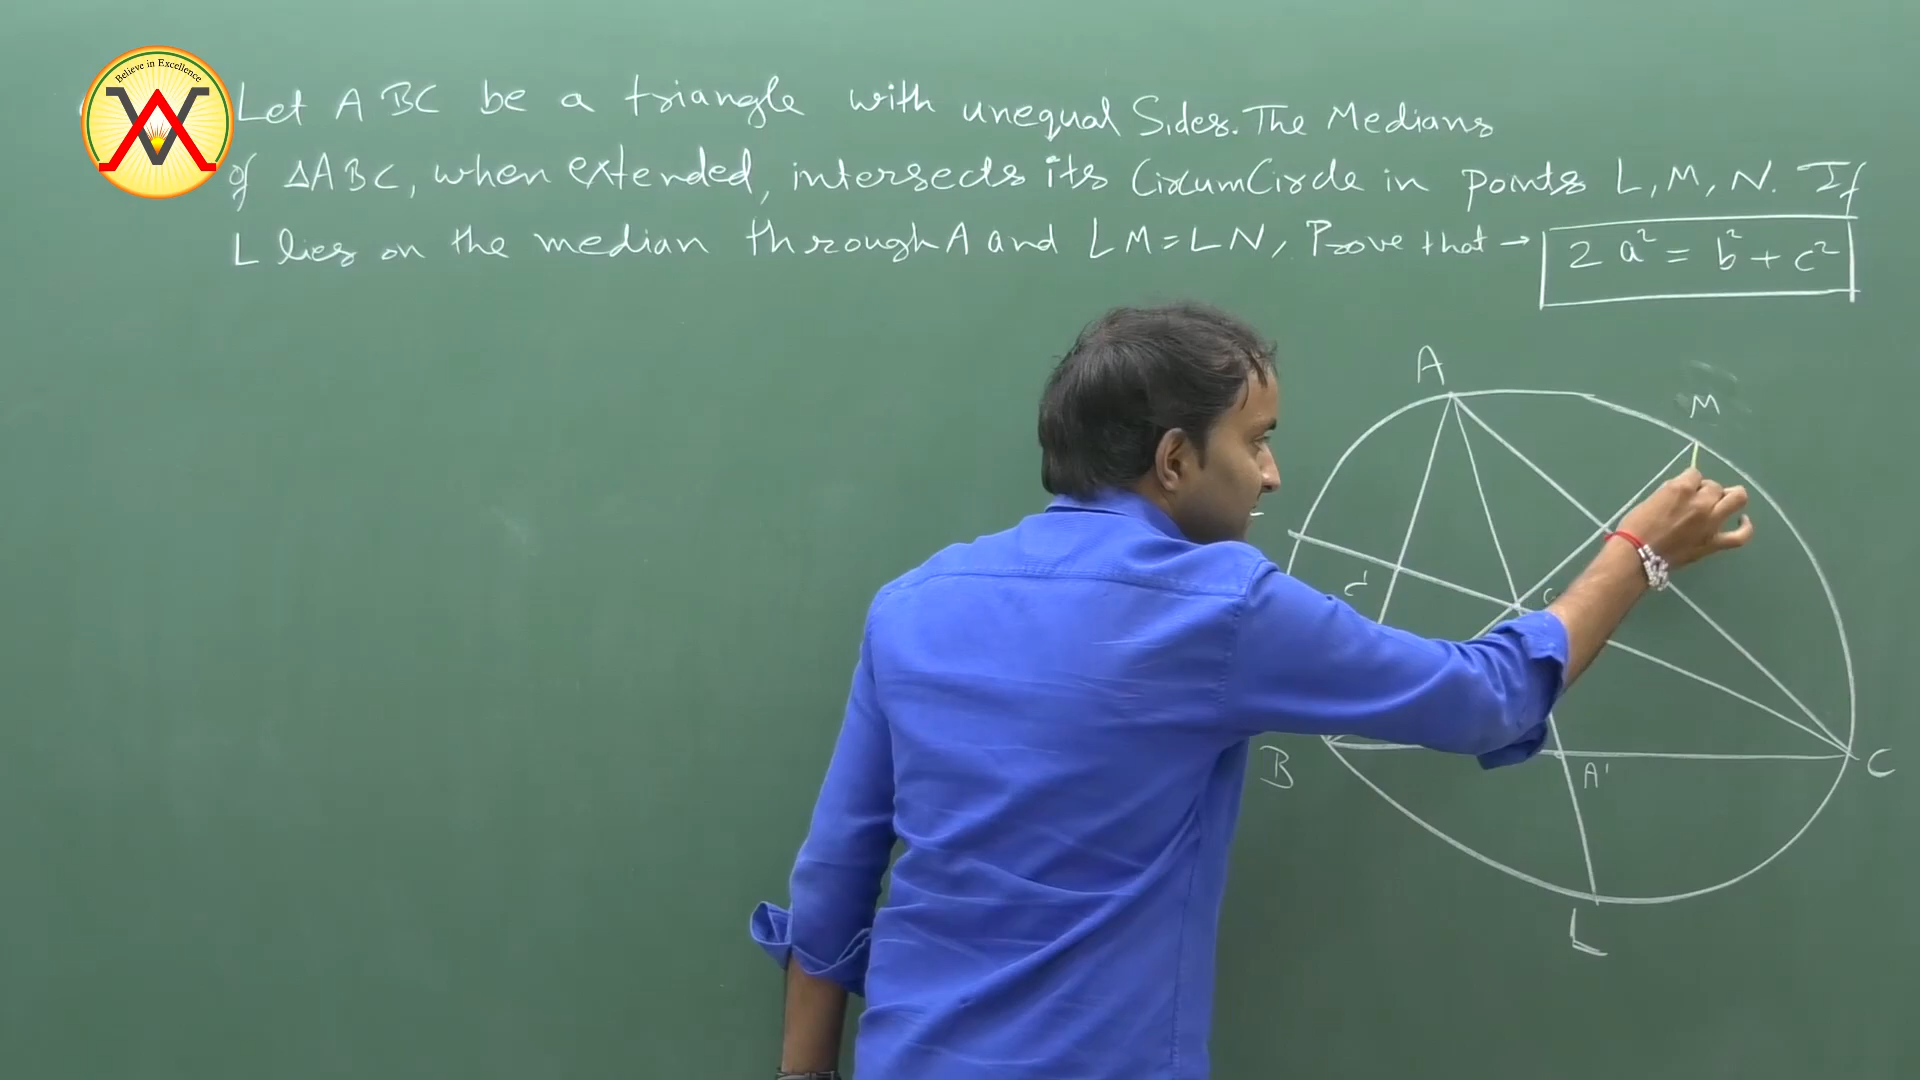 Believe in Excellence
Let ABC be a triangle with unequal Sides. The Medians
of ΔABC, when extended, intersects its CircumCircle in points L, M, N. If
L lies on the median through A and LM = LN, Prove that → 2a² = b² + c²
A
M
C'
G
B
A'
C
L